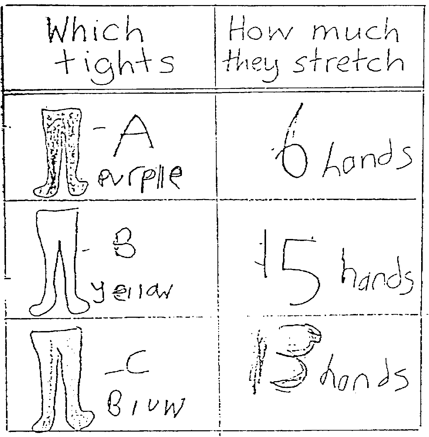 Which tights
How much they stretch
A purple
6 hands
B yellow
15 hands
C Bluw
13 hands